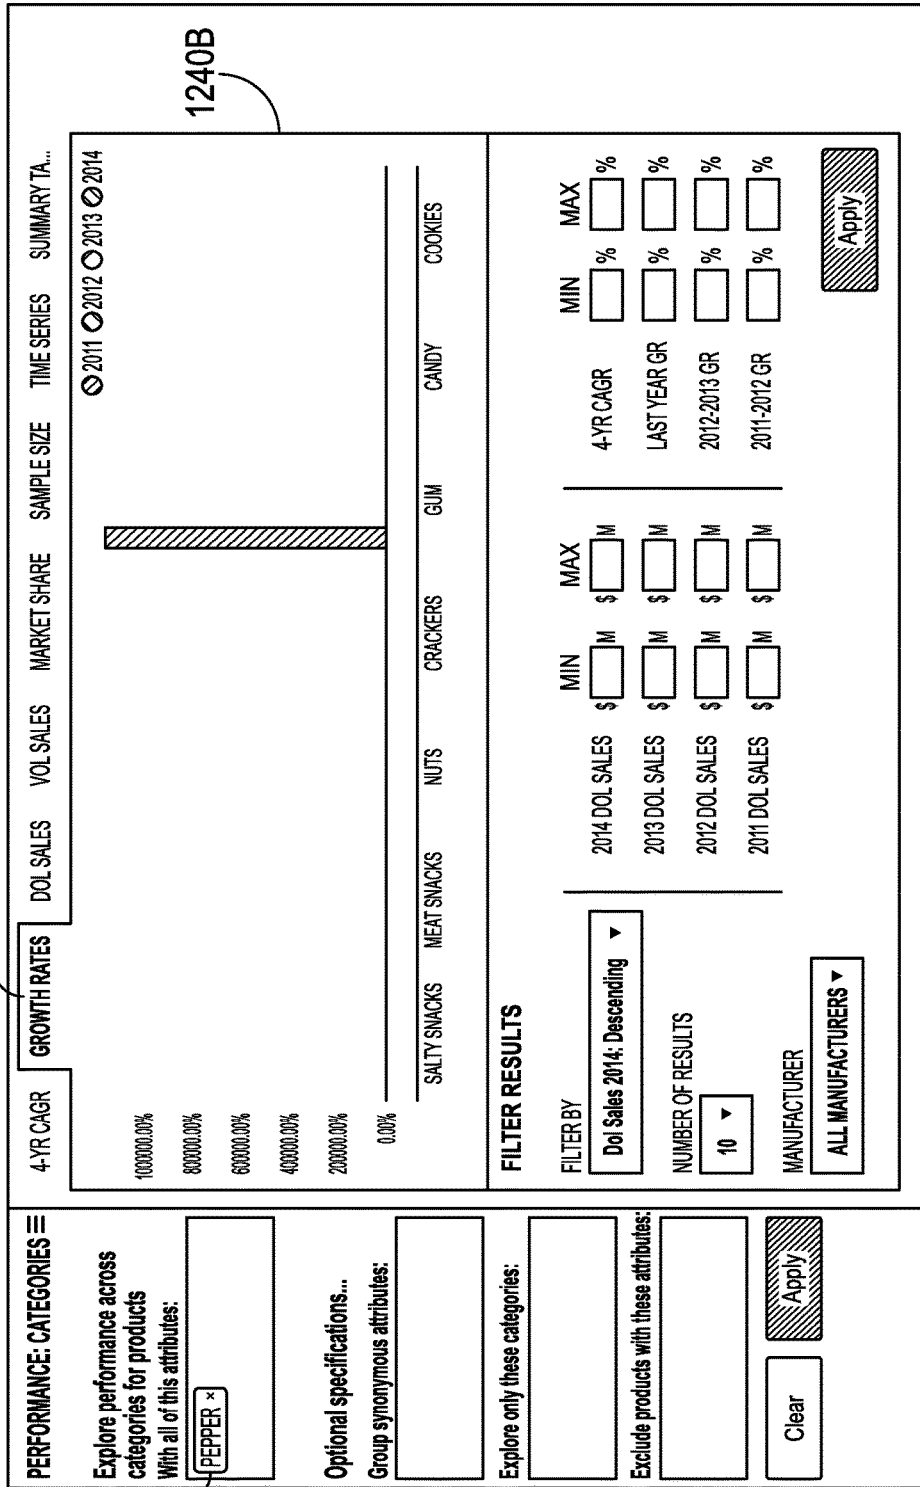 PERFORMANCE: CATEGORIES
Explore performance across
categories for products
With all of this attributes:
PEPPER ×
Optional specifications...
Group synonymous attributes:
Explore only these categories:
Exclude products with these attributes:
Clear
Apply
4-YR CAGR GROWTH RATES DOL SALES VOL SALES MARKET SHARE SAMPLE SIZE TIME SERIES SUMMARY TA...
2011 2012 2013 2014
1240B
1000000.00%
800000.00%
600000.00%
400000.00%
200000.00%
0.00%
SALTY SNACKS MEAT SNACKS NUTS CRACKERS GUM CANDY COOKIES
FILTER RESULTS
FILTER BY
Dol Sales 2014: Descending ▼
NUMBER OF RESULTS
10 ▼
MANUFACTURER
ALL MANUFACTURERS ▼
MIN MAX
2014 DOL SALES $ M $ M
2013 DOL SALES $ M $ M
2012 DOL SALES $ M $ M
2011 DOL SALES $ M $ M
MIN MAX
4-YR CAGR % %
LAST YEAR GR % %
2012-2013 GR % %
2011-2012 GR % %
Apply